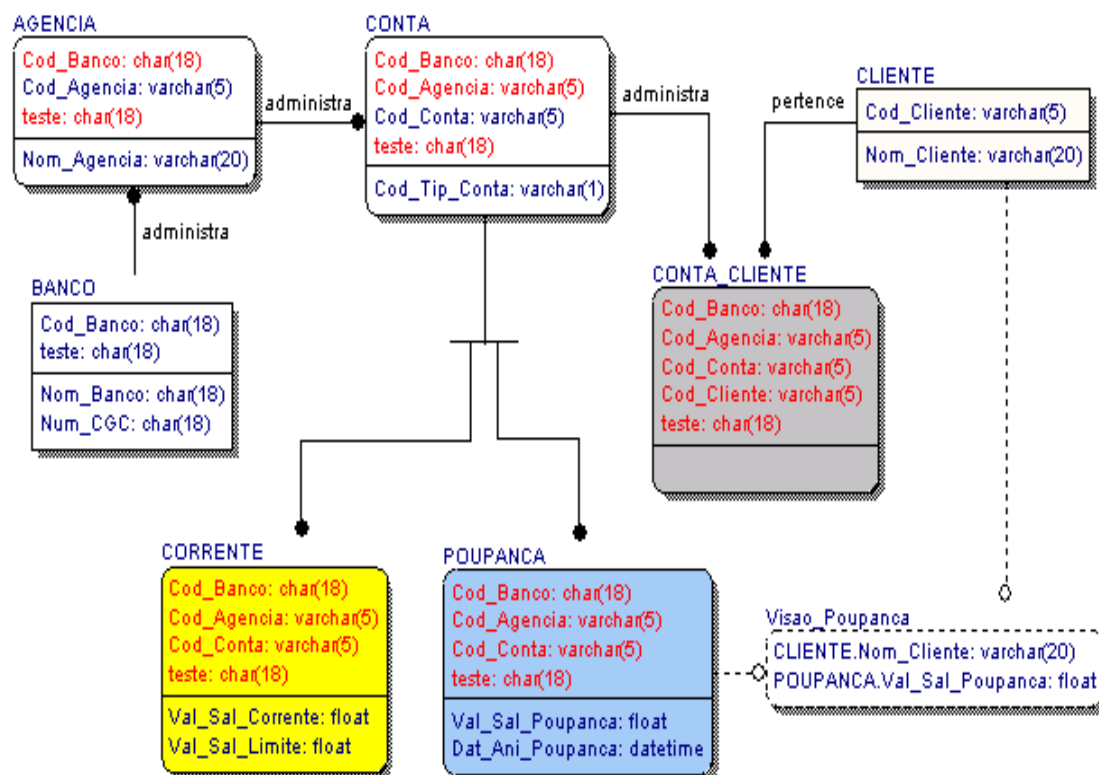 AGENCIA
Cod_Banco: char(18)
Cod_Agencia: varchar(5)
teste: char(18)
Nom_Agencia: varchar(20)
administra
CONTA
Cod_Banco: char(18)
Cod_Agencia: varchar(5)
Cod_Conta: varchar(5)
teste: char(18)
Cod_Tip_Conta: varchar(1)
administra
pertence
CLIENTE
Cod_Cliente: varchar(5)
Nom_Cliente: varchar(20)
administra
BANCO
Cod_Banco: char(18)
teste: char(18)
Nom_Banco: char(18)
Num_CGC: char(18)
CONTA_CLIENTE
Cod_Banco: char(18)
Cod_Agencia: varchar(5)
Cod_Conta: varchar(5)
Cod_Cliente: varchar(5)
teste: char(18)
CORRENTE
Cod_Banco: char(18)
Cod_Agencia: varchar(5)
Cod_Conta: varchar(5)
teste: char(18)
Val_Sal_Corrente: float
Val_Sal_Limite: float
POUPANCA
Cod_Banco: char(18)
Cod_Agencia: varchar(5)
Cod_Conta: varchar(5)
teste: char(18)
Val_Sal_Poupanca: float
Dat_Ani_Poupanca: datetime
Visao_Poupanca
CLIENTE.Nom_Cliente: varchar(20)
POUPANCA.Val_Sal_Poupanca: float